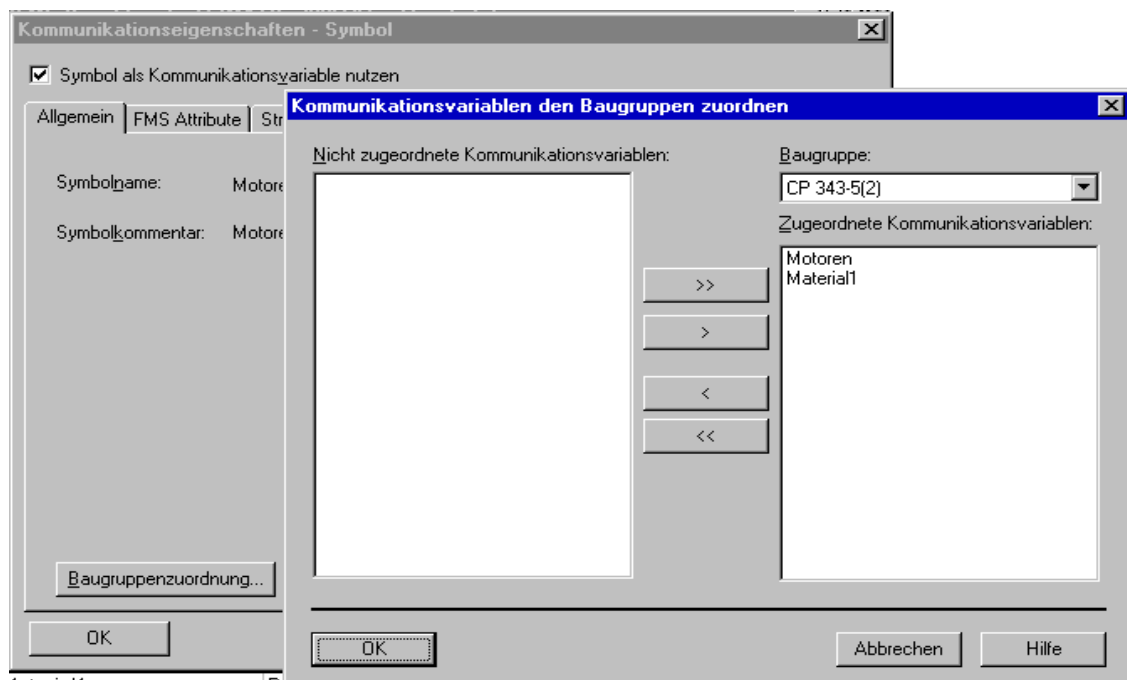 Kommunikationseigenschaften - Symbol
Symbol als Kommunikationsvariable nutzen
Allgemein
FMS Attribute
Symbolname:
Symbolkommentar:
Baugruppenzuordnung...
OK
Kommunikationsvariablen den Baugruppen zuordnen
Nicht zugeordnete Kommunikationsvariablen:
Baugruppe:
CP 343-5(2)
Zugeordnete Kommunikationsvariablen:
Motoren
Material1
>>
>
<
<<
OK
Abbrechen
Hilfe